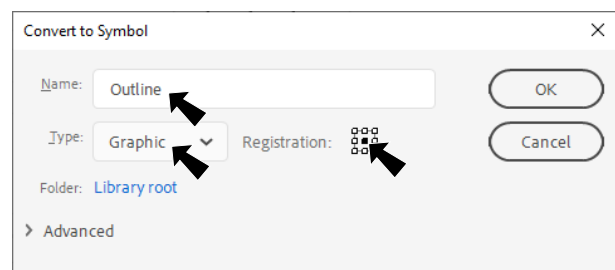 Convert to Symbol
Name: Outline OK
Type: Graphic Registration: Cancel
Folder: Library root
Advanced